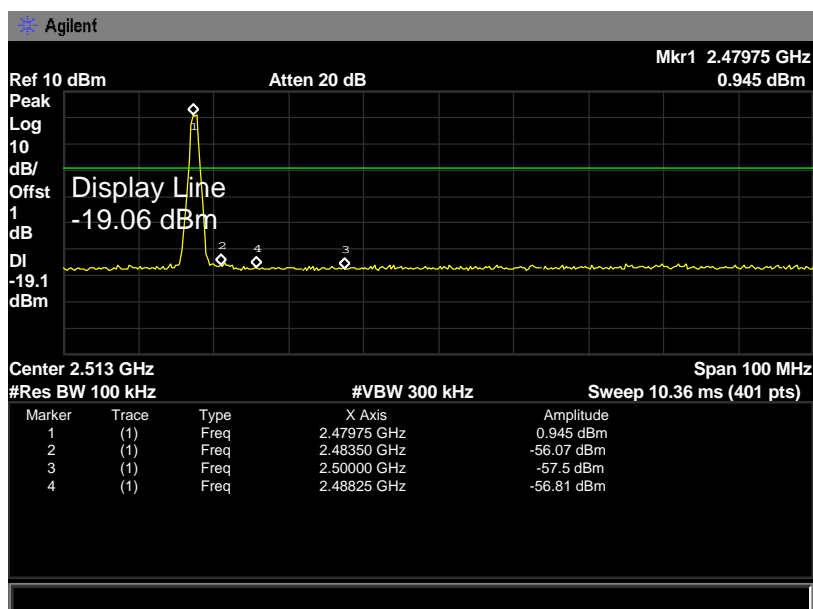 Agilent
Mkr1 2.47975 GHz
Ref 10 dBm Atten 20 dB 0.945 dBm
Peak
Log
10
dB/
Offst
1
dB
DI
-19.1
dBm
1
Display Line
-19.06 dBm
2 4 3
Center 2.513 GHz Span 100 MHz
#Res BW 100 kHz #VBW 300 kHz Sweep 10.36 ms (401 pts)
Marker Trace Type X Axis Amplitude
1 (1) Freq 2.47975 GHz 0.945 dBm
2 (1) Freq 2.48350 GHz -56.07 dBm
3 (1) Freq 2.50000 GHz -57.5 dBm
4 (1) Freq 2.48825 GHz -56.81 dBm